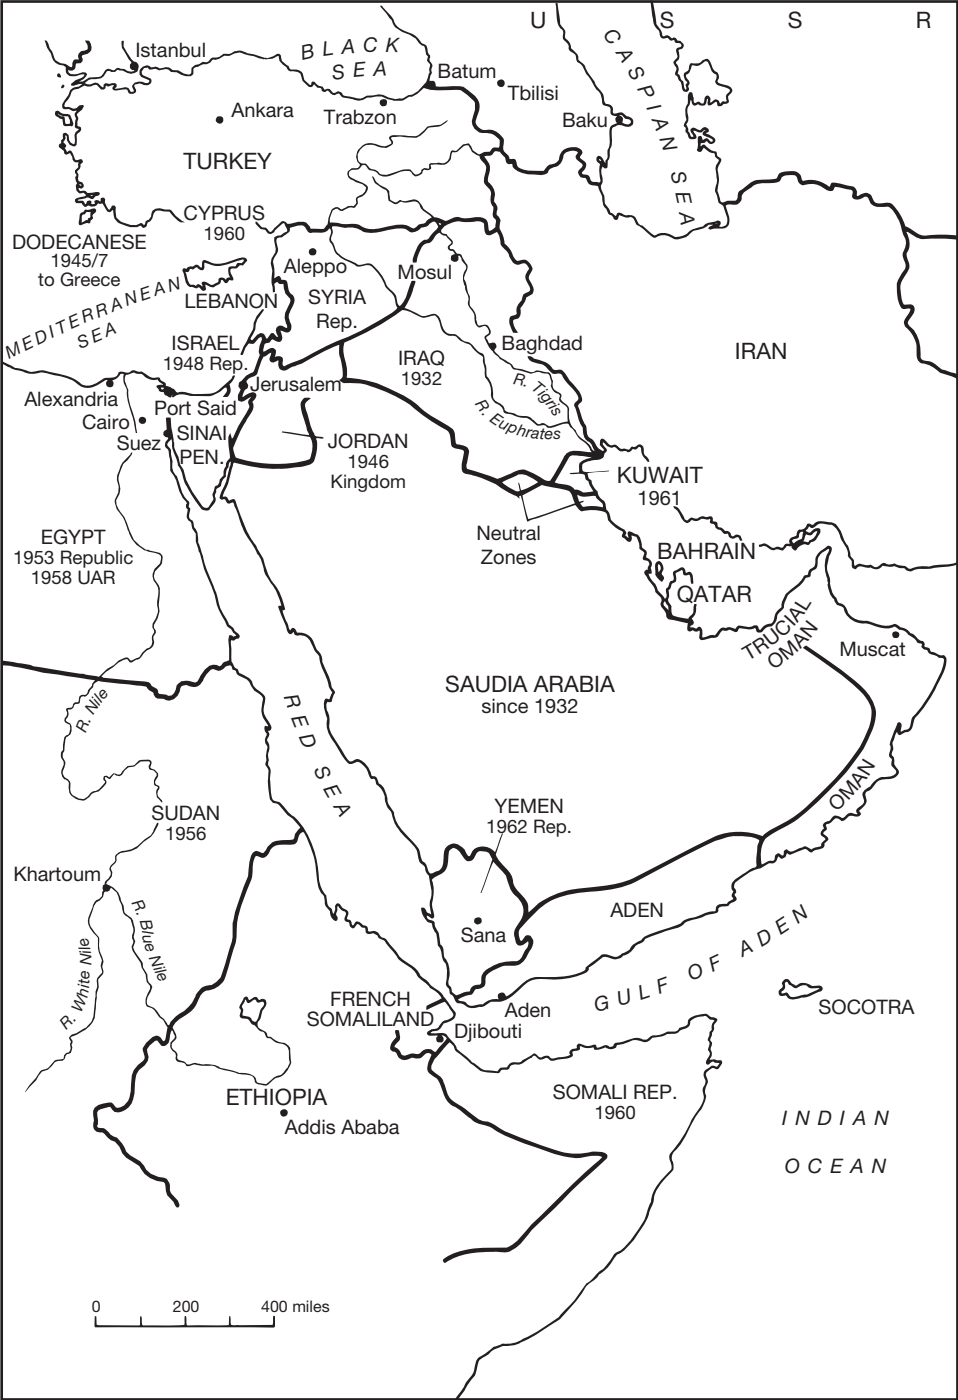 U S S R
BLACK
SEA
CASPIAN SEA
Istanbul
Batum
Tbilisi
Ankara
Trabzon
Baku
TURKEY
CYPRUS
1960
DODECANESE
1945/7
to Greece
Aleppo
Mosul
MEDITERRANEAN
SEA
LEBANON
SYRIA
Rep.
ISRAEL
1948 Rep.
Baghdad
IRAQ
1932
IRAN
R. Tigris
R. Euphrates
Alexandria
Jerusalem
Port Said
Cairo
Suez
SINAI
PEN.
JORDAN
1946
Kingdom
KUWAIT
1961
Neutral
Zones
EGYPT
1953 Republic
1958 UAR
BAHRAIN
QATAR
TRUCIAL
OMAN
Muscat
SAUDIA ARABIA
since 1932
R. Nile
RED SEA
OMAN
SUDAN
1956
YEMEN
1962 Rep.
Khartoum
R. White Nile
R. Blue Nile
Sana
ADEN
GULF OF ADEN
FRENCH
SOMALILAND
Aden
Djibouti
SOCOTRA
ETHIOPIA
Addis Ababa
SOMALI REP.
1960
INDIAN
OCEAN
0 200 400 miles